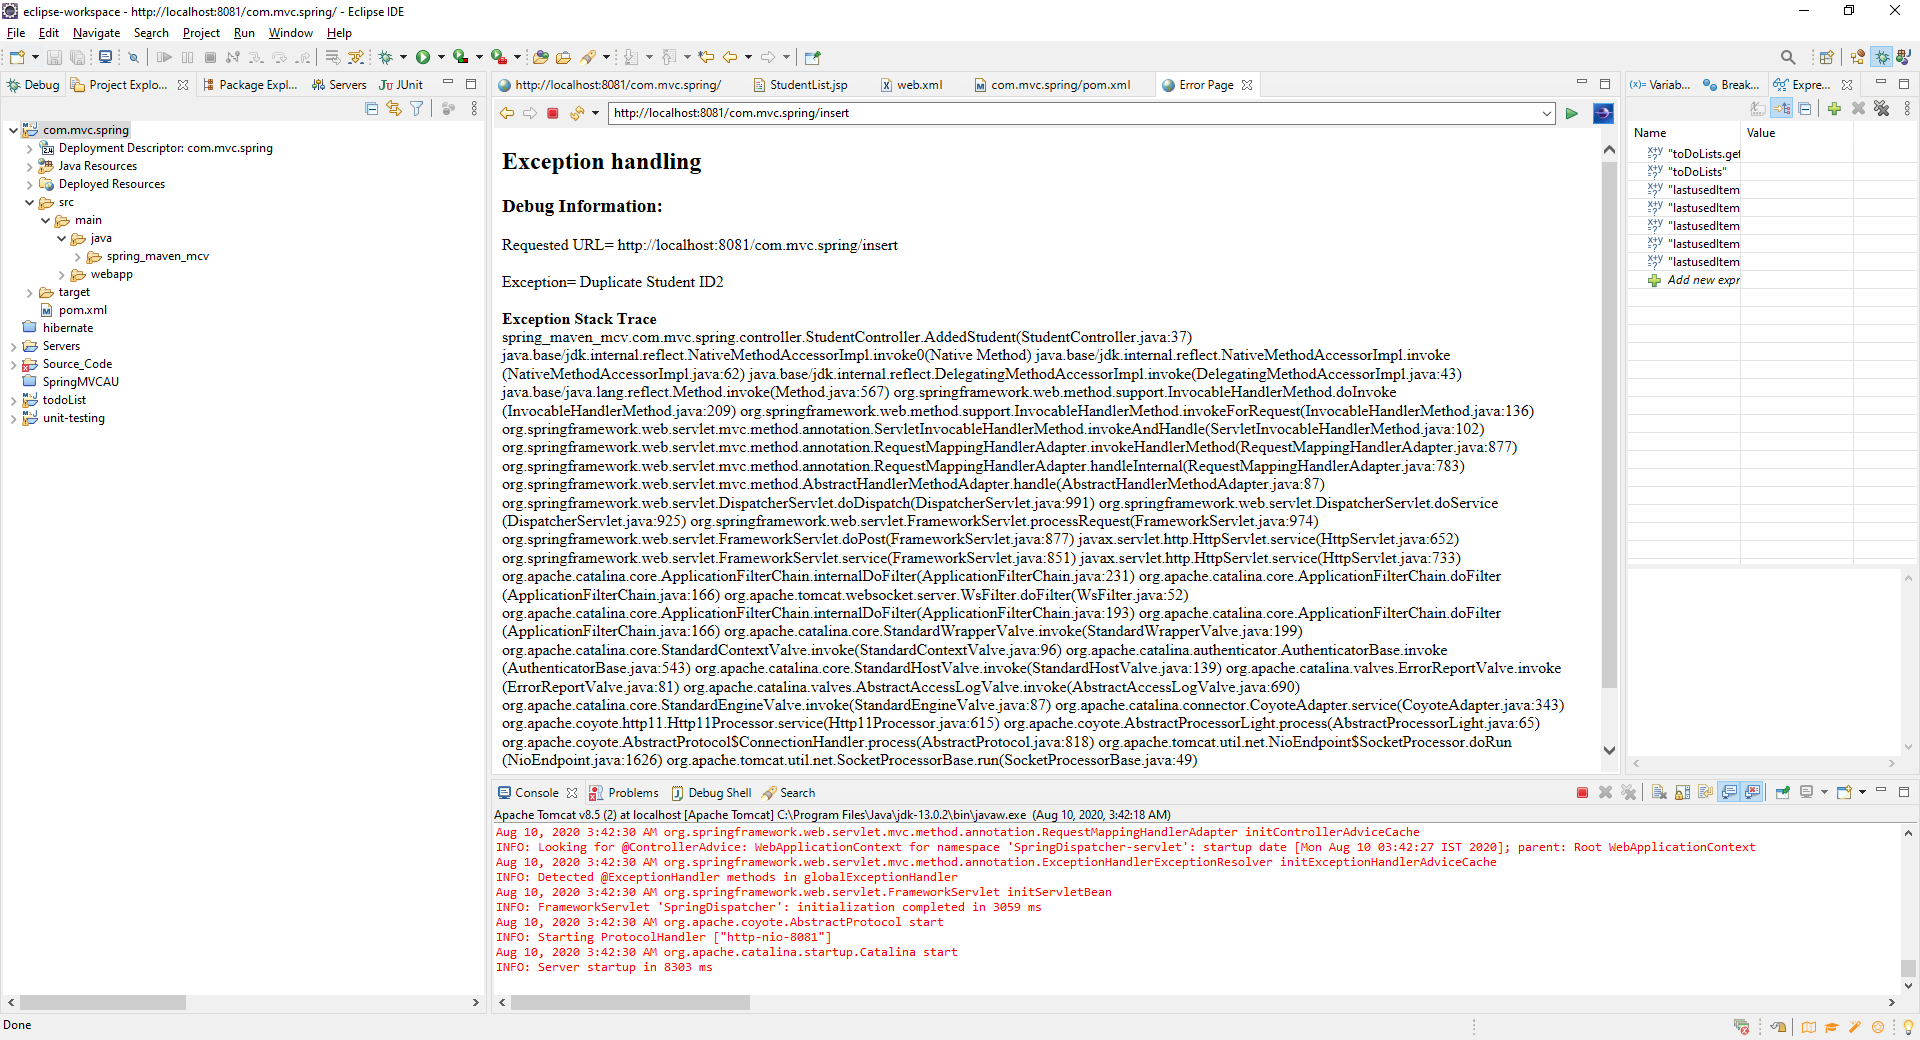 eclipse-workspace - http://localhost:8081/com.mvc.spring/ - Eclipse IDE
File Edit Navigate Search Project Run Window Help
Debug Project Explo... Package Expl... Servers JUnit
com.mvc.spring
Deployment Descriptor: com.mvc.spring
Java Resources
Deployed Resources
src
main
java
spring_maven_mcv
webapp
target
pom.xml
hibernate
Servers
Source_Code
SpringMVCAU
todoList
unit-testing
http://localhost:8081/com.mvc.spring/ StudentList.jsp web.xml com.mvc.spring/pom.xml Error Page
http://localhost:8081/com.mvc.spring/insert
Exception handling
Debug Information:
Requested URL= http://localhost:8081/com.mvc.spring/insert
Exception= Duplicate Student ID2
Exception Stack Trace
spring_maven_mcv.com.mvc.spring.controller.StudentController.AddedStudent(StudentController.java:37)
java.base/jdk.internal.reflect.NativeMethodAccessorImpl.invoke0(Native Method) java.base/jdk.internal.reflect.NativeMethodAccessorImpl.invoke
(NativeMethodAccessorImpl.java:62) java.base/jdk.internal.reflect.DelegatingMethodAccessorImpl.invoke(DelegatingMethodAccessorImpl.java:43)
java.base/java.lang.reflect.Method.invoke(Method.java:567) org.springframework.web.method.support.InvocableHandlerMethod.doInvoke
(InvocableHandlerMethod.java:209) org.springframework.web.method.support.InvocableHandlerMethod.invokeForRequest(InvocableHandlerMethod.java:136)
org.springframework.web.servlet.mvc.method.annotation.ServletInvocableHandlerMethod.invokeAndHandle(ServletInvocableHandlerMethod.java:102)
org.springframework.web.servlet.mvc.method.annotation.RequestMappingHandlerAdapter.invokeHandlerMethod(RequestMappingHandlerAdapter.java:877)
org.springframework.web.servlet.mvc.method.annotation.RequestMappingHandlerAdapter.handleInternal(RequestMappingHandlerAdapter.java:783)
org.springframework.web.servlet.mvc.method.AbstractHandlerMethodAdapter.handle(AbstractHandlerMethodAdapter.java:87)
org.springframework.web.servlet.DispatcherServlet.doDispatch(DispatcherServlet.java:991) org.springframework.web.servlet.DispatcherServlet.doService
(DispatcherServlet.java:925) org.springframework.web.servlet.FrameworkServlet.processRequest(FrameworkServlet.java:974)
org.springframework.web.servlet.FrameworkServlet.doPost(FrameworkServlet.java:877) javax.servlet.http.HttpServlet.service(HttpServlet.java:652)
org.springframework.web.servlet.FrameworkServlet.service(FrameworkServlet.java:851) javax.servlet.http.HttpServlet.service(HttpServlet.java:733)
org.apache.catalina.core.ApplicationFilterChain.internalDoFilter(ApplicationFilterChain.java:231) org.apache.catalina.core.ApplicationFilterChain.doFilter
(ApplicationFilterChain.java:166) org.apache.tomcat.websocket.server.WsFilter.doFilter(WsFilter.java:52)
org.apache.catalina.core.ApplicationFilterChain.internalDoFilter(ApplicationFilterChain.java:193) org.apache.catalina.core.ApplicationFilterChain.doFilter
(ApplicationFilterChain.java:166) org.apache.catalina.core.StandardWrapperValve.invoke(StandardWrapperValve.java:199)
org.apache.catalina.core.StandardContextValve.invoke(StandardContextValve.java:96) org.apache.catalina.authenticator.AuthenticatorBase.invoke
(AuthenticatorBase.java:543) org.apache.catalina.core.StandardHostValve.invoke(StandardHostValve.java:139) org.apache.catalina.valves.ErrorReportValve.invoke
(ErrorReportValve.java:81) org.apache.catalina.valves.AbstractAccessLogValve.invoke(AbstractAccessLogValve.java:690)
org.apache.catalina.core.StandardEngineValve.invoke(StandardEngineValve.java:87) org.apache.catalina.connector.CoyoteAdapter.service(CoyoteAdapter.java:343)
org.apache.coyote.http11.Http11Processor.service(Http11Processor.java:615) org.apache.coyote.AbstractProcessorLight.process(AbstractProcessorLight.java:65)
org.apache.coyote.AbstractProtocol$ConnectionHandler.process(AbstractProtocol.java:818) org.apache.tomcat.util.net.NioEndpoint$SocketProcessor.doRun
(NioEndpoint.java:1626) org.apache.tomcat.util.net.SocketProcessorBase.run(SocketProcessorBase.java:49)
Variab... Break... Expre...
Name Value
"toDoLists.get
"toDoLists"
"lastusedItem
"lastusedItem
"lastusedItem
"lastusedItem
"lastusedItem
Add new expr
Console Problems Debug Shell Search
Apache Tomcat v8.5 (2) at localhost [Apache Tomcat] C:\Program Files\Java\jdk-13.0.2\bin\javaw.exe (Aug 10, 2020, 3:42:18 AM)
Aug 10, 2020 3:42:30 AM org.springframework.web.servlet.mvc.method.annotation.RequestMappingHandlerAdapter initControllerAdviceCache
INFO: Looking for @ControllerAdvice: WebApplicationContext for namespace 'SpringDispatcher-servlet': startup date [Mon Aug 10 03:42:27 IST 2020]; parent: Root WebApplicationContext
Aug 10, 2020 3:42:30 AM org.springframework.web.servlet.mvc.method.annotation.ExceptionHandlerExceptionResolver initExceptionHandlerAdviceCache
INFO: Detected @ExceptionHandler methods in globalExceptionHandler
Aug 10, 2020 3:42:30 AM org.springframework.web.servlet.FrameworkServlet initServletBean
INFO: FrameworkServlet 'SpringDispatcher': initialization completed in 3059 ms
Aug 10, 2020 3:42:30 AM org.apache.coyote.AbstractProtocol start
INFO: Starting ProtocolHandler ["http-nio-8081"]
Aug 10, 2020 3:42:30 AM org.apache.catalina.startup.Catalina start
INFO: Server startup in 8303 ms
Done